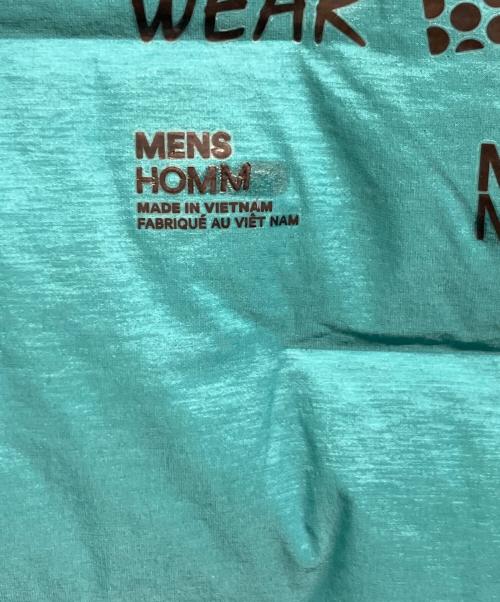 WEAR
MENS
HOMM
MADE IN VIETNAM
FABRIQUÉ AU VIÊT NAM